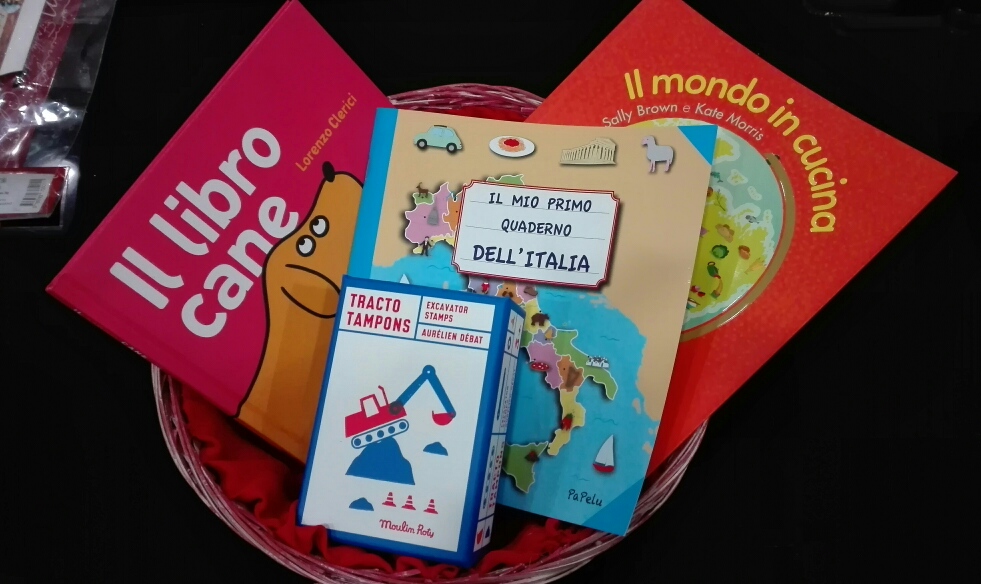 Il libro
cane
Lorenzo Clerici
IL MIO PRIMO
QUADERNO
DELL'ITALIA
PaPelu
Il mondo in cucina
Sally Brown e Kate Morris
TRACTO
TAMPONS
EXCAVATOR
STAMPS
AURÉLIEN DÉBAT
Moulin Roty